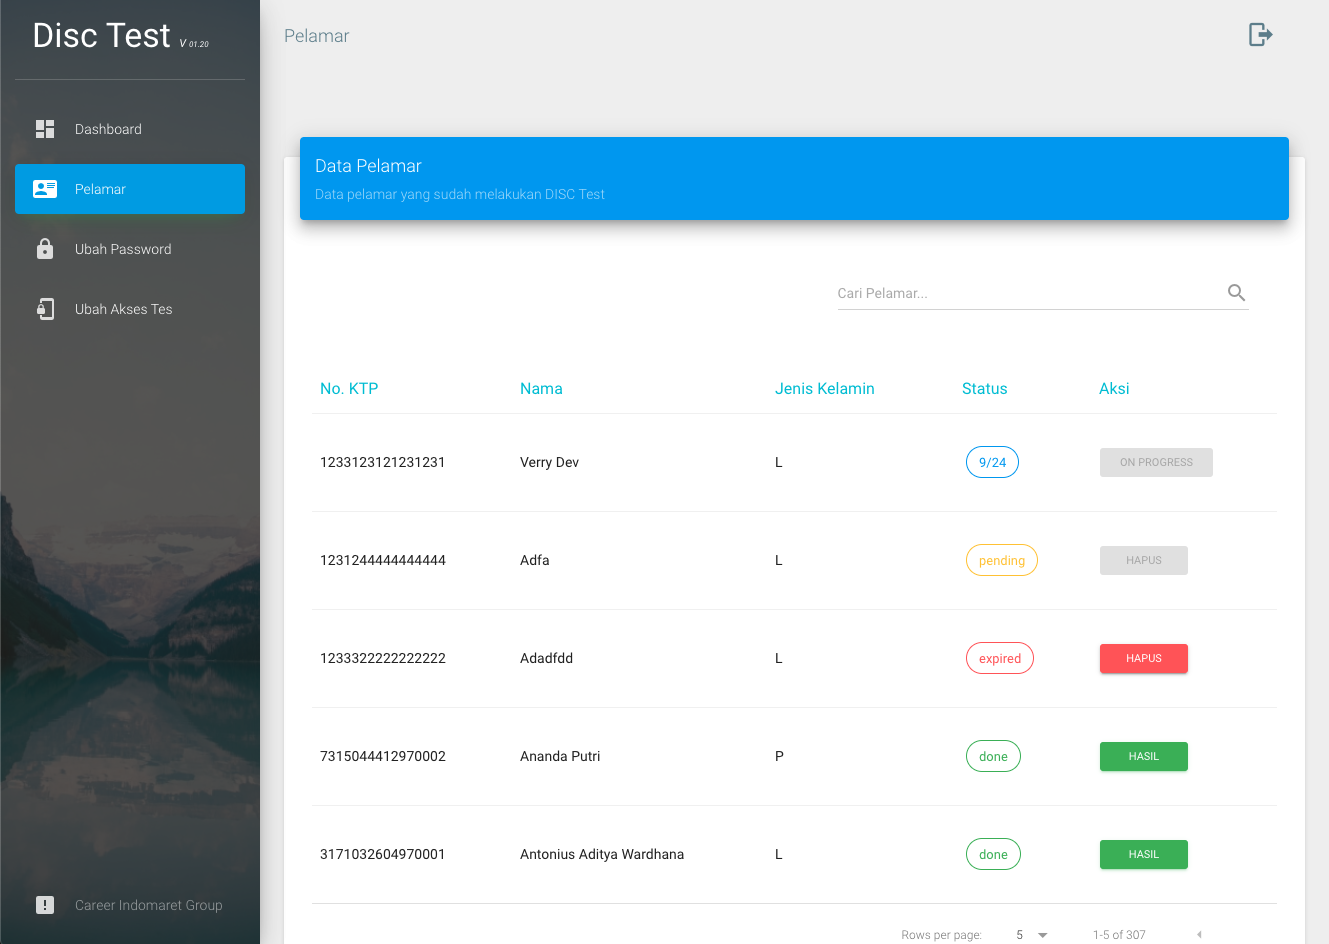 Disc Test V 01.20
Pelamar
Dashboard
Pelamar
Ubah Password
Ubah Akses Tes
Career Indomaret Group
Data Pelamar
Data pelamar yang sudah melakukan DISC Test
Cari Pelamar...
No. KTP Nama Jenis Kelamin Status Aksi
1233123121231231 Verry Dev L 9/24 ON PROGRESS
1231244444444444 Adfa L pending HAPUS
1233322222222222 Adadfdd L expired HAPUS
7315044412970002 Ananda Putri P done HASIL
3171032604970001 Antonius Aditya Wardhana L done HASIL
Rows per page: 5 1-5 of 307